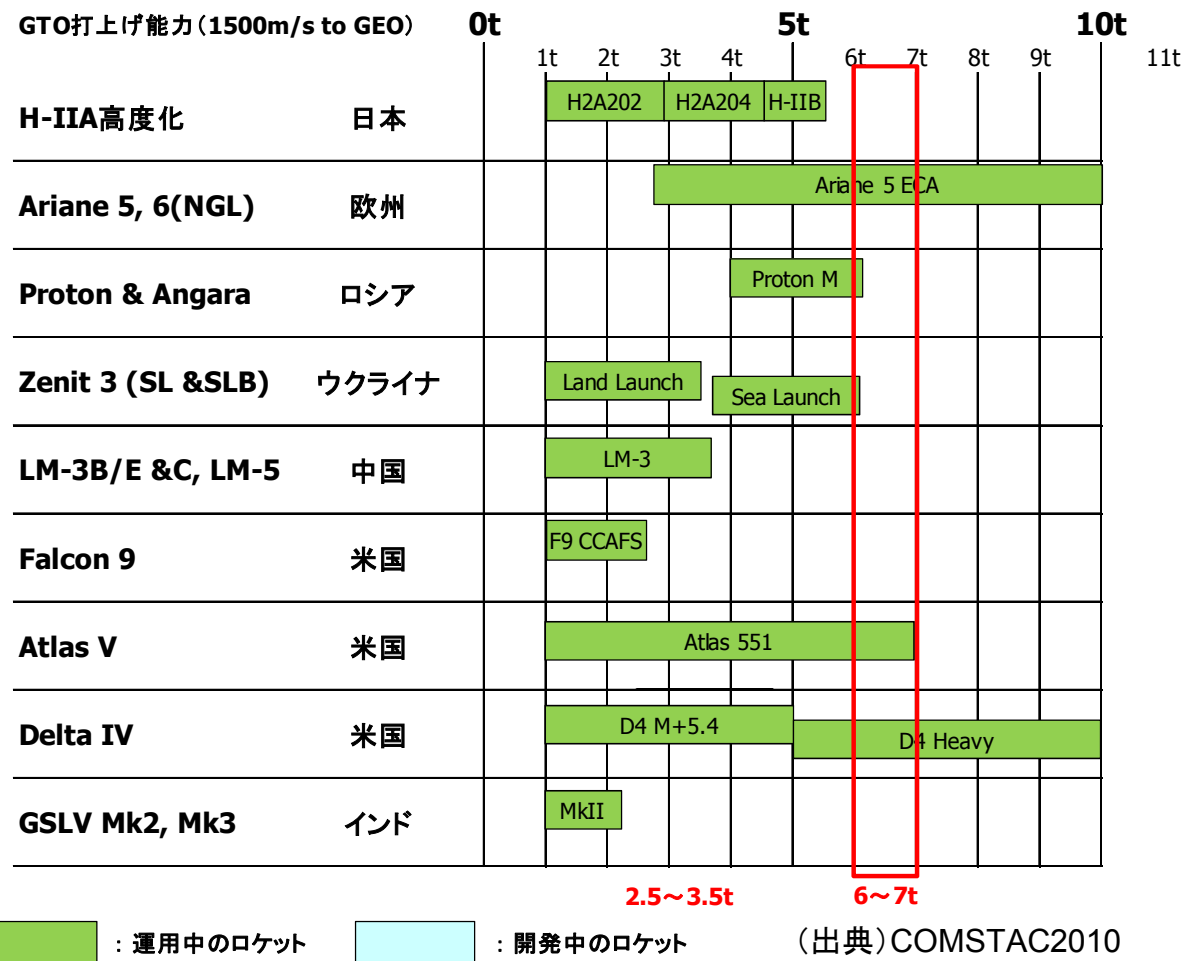 GTO打上げ能力(1500m/s to GEO) 0t 5t 10t
1t 2t 3t 4t 6t 7t 8t 9t 11t
H-IIA高度化 日本 H2A202 H2A204 H-IIB
Ariane 5, 6(NGL) 欧州 Ariane 5 ECA
Proton & Angara ロシア Proton M
Zenit 3 (SL &SLB) ウクライナ Land Launch Sea Launch
LM-3B/E &C, LM-5 中国 LM-3
Falcon 9 米国 F9 CCAFS
Atlas V 米国 Atlas 551
Delta IV 米国 D4 M+5.4 D4 Heavy
GSLV Mk2, Mk3 インド MkII
2.5～3.5t 6～7t
：運用中のロケット ：開発中のロケット (出典)COMSTAC2010